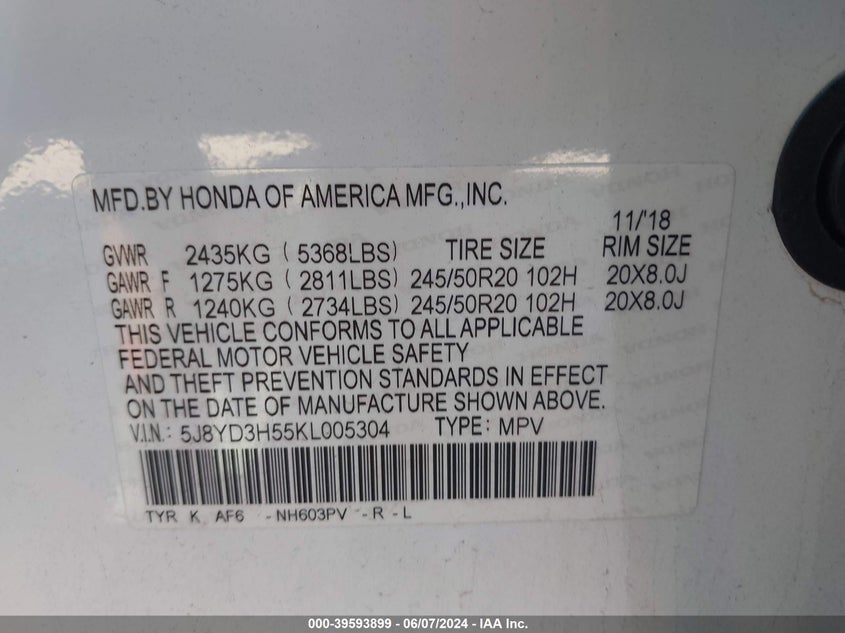 MFD.BY HONDA OF AMERICA MFG.,INC.
11/'18
GVWR 2435KG ( 5368LBS) TIRE SIZE RIM SIZE
GAWR F 1275KG ( 2811LBS) 245/50R20 102H 20X8.0J
GAWR R 1240KG ( 2734LBS) 245/50R20 102H 20X8.0J
THIS VEHICLE CONFORMS TO ALL APPLICABLE
FEDERAL MOTOR VEHICLE SAFETY
AND THEFT PREVENTION STANDARDS IN EFFECT
ON THE DATE OF MANUFACTURE SHOWN ABOVE.
V.I.N.: 5J8YD3H55KL005304 TYPE: MPV
TYR K AF6 -NH603PV -R -L
000-39593899 | 06/07/2024 - IAA Inc.